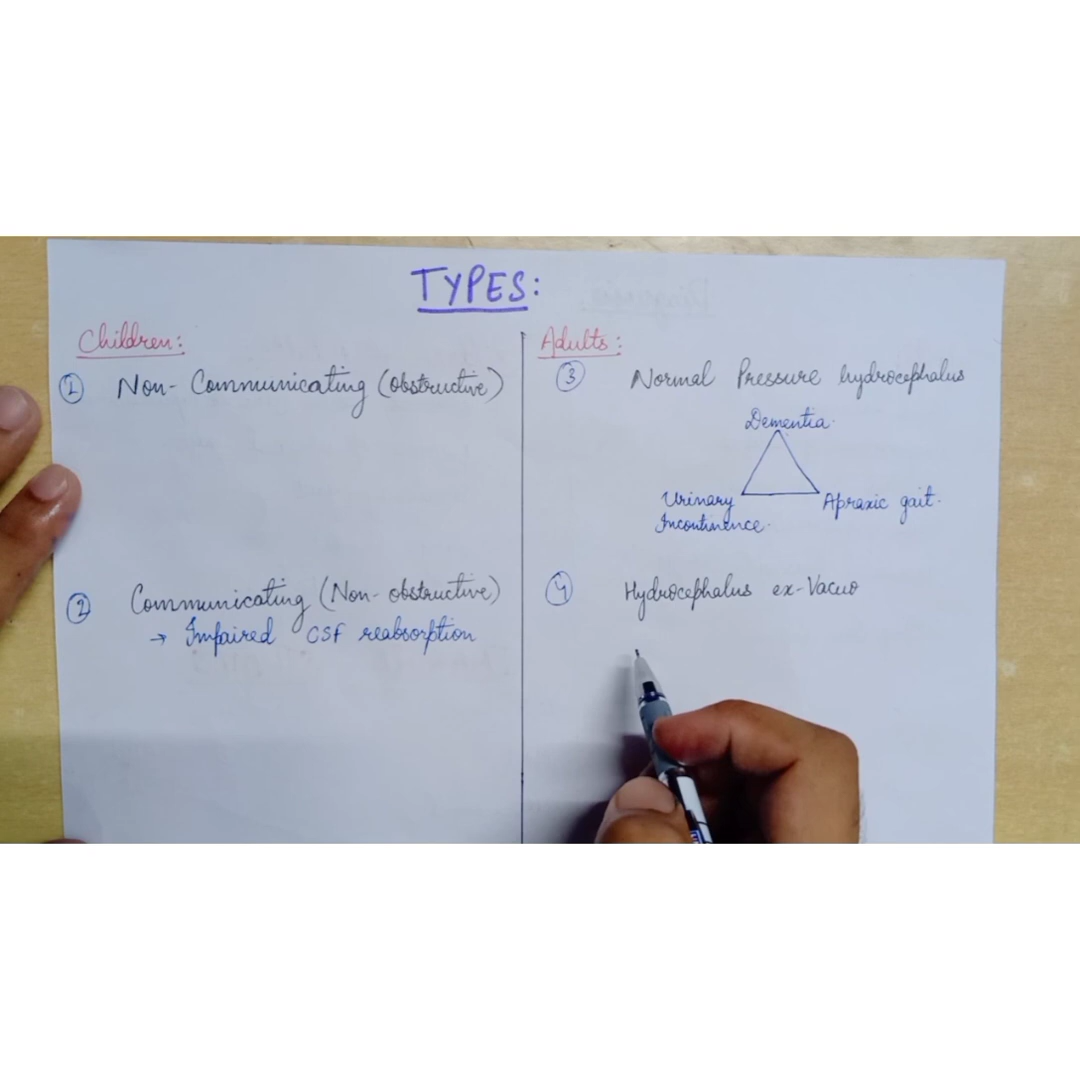 TYPES:
Children:
① Non-Communicating (Obstructive)
② Communicating (Non-obstructive)
→ Impaired CSF reabsorption
Adults:
③ Normal Pressure hydrocephalus
Dementia.
Urinary Incontinence.
Apraxic gait.
④ Hydrocephalus ex-Vacuo